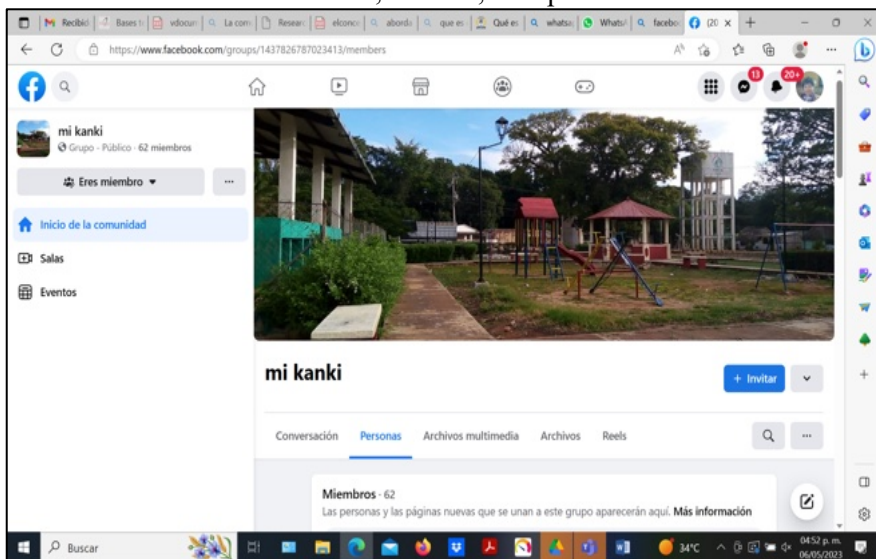 Recibid
Bases t
vdocun
La com
Researc
elconoc
aborda
que es
Qué es
whatsa
WhatsA
facebo
(20
https://www.facebook.com/groups/1437826787023413/members
13
20+
mi kanki
Grupo - Público · 62 miembros
Eres miembro
Inicio de la comunidad
Salas
Eventos
mi kanki
+ Invitar
Conversación Personas Archivos multimedia Archivos Reels
Miembros · 62
Las personas y las páginas nuevas que se unan a este grupo aparecerán aquí. Más información
Buscar
34°C
04:52 p. m.
06/05/2023